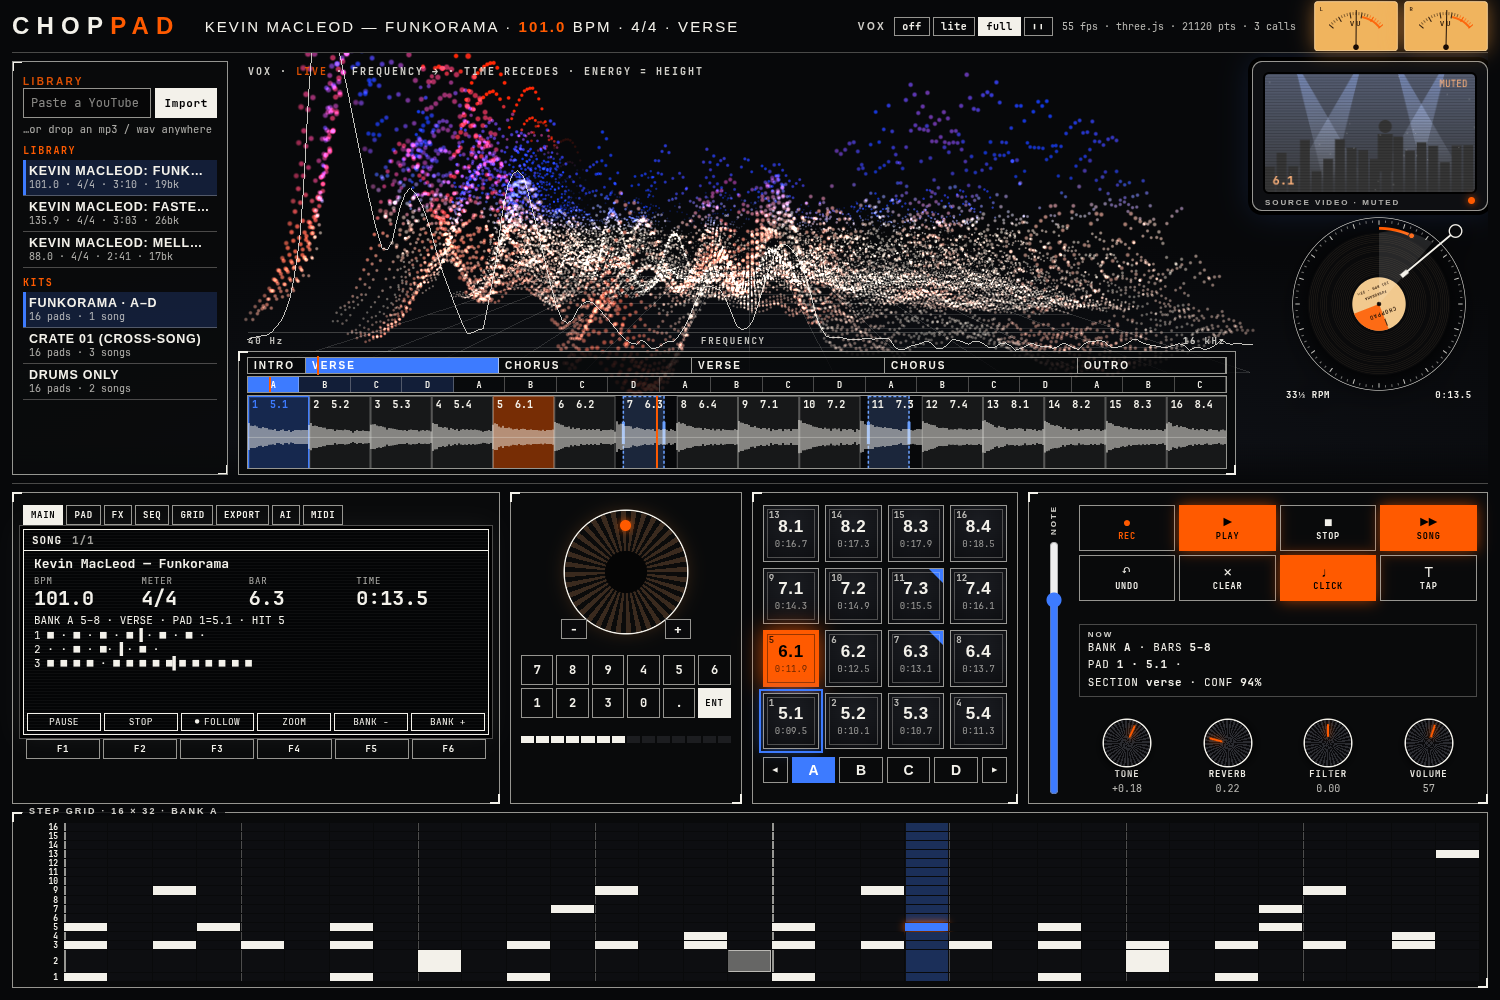 CHOPPAD
KEVIN MACLEOD — FUNKORAMA · 101.0 BPM · 4/4 · VERSE
VOX off lite full
55 fps · three.js · 21120 pts · 3 calls
L VU
R VU
LIBRARY
Paste a YouTube
Import
…or drop an mp3 / wav anywhere
LIBRARY
KEVIN MACLEOD: FUNK…
101.0 · 4/4 · 3:10 · 19bk
KEVIN MACLEOD: FASTE…
135.9 · 4/4 · 3:03 · 26bk
KEVIN MACLEOD: MELL…
88.0 · 4/4 · 2:41 · 17bk
KITS
FUNKORAMA · A–D
16 pads · 1 song
CRATE 01 (CROSS-SONG)
16 pads · 3 songs
DRUMS ONLY
16 pads · 2 songs
VOX · LIVE · FREQUENCY → · TIME RECEDES · ENERGY = HEIGHT
40 Hz
FREQUENCY
16 KHz
INTRO VERSE CHORUS VERSE CHORUS OUTRO
A B C D A B C D A B C D A B C D A B C
1 5.1 2 5.2 3 5.3 4 5.4 5 6.1 6 6.2 7 6.3 8 6.4 9 7.1 10 7.2 11 7.3 12 7.4 13 8.1 14 8.2 15 8.3 16 8.4
MUTED
6.1
SOURCE VIDEO · MUTED
CHOPPAD
33⅓ RPM
0:13.5
MAIN PAD FX SEQ GRID EXPORT AI MIDI
SONG 1/1
Kevin MacLeod — Funkorama
BPM METER BAR TIME
101.0 4/4 6.3 0:13.5
BANK A 5–8 · VERSE · PAD 1=5.1 · HIT 5
1
2
3
PAUSE STOP ● FOLLOW ZOOM BANK - BANK +
F1 F2 F3 F4 F5 F6
- +
7 8 9 4 5 6
1 2 3 0 . ENT
13 8.1 0:16.7
14 8.2 0:17.3
15 8.3 0:17.9
16 8.4 0:18.5
9 7.1 0:14.3
10 7.2 0:14.9
11 7.3 0:15.5
12 7.4 0:16.1
5 6.1 0:11.9
6 6.2 0:12.5
7 6.3 0:13.1
8 6.4 0:13.7
1 5.1 0:09.5
2 5.2 0:10.1
3 5.3 0:10.7
4 5.4 0:11.3
◂ A B C D ▸
NOTE
● REC
▶ PLAY
■ STOP
▶▶ SONG
↶ UNDO
✕ CLEAR
♩ CLICK
T TAP
NOW
BANK A · BARS 5–8
PAD 1 · 5.1 ·
SECTION verse · CONF 94%
TONE REVERB FILTER VOLUME
+0.18 0.22 0.00 57
STEP GRID · 16 × 32 · BANK A
16
15
14
13
12
11
10
9
8
7
6
5
4
3
2
1